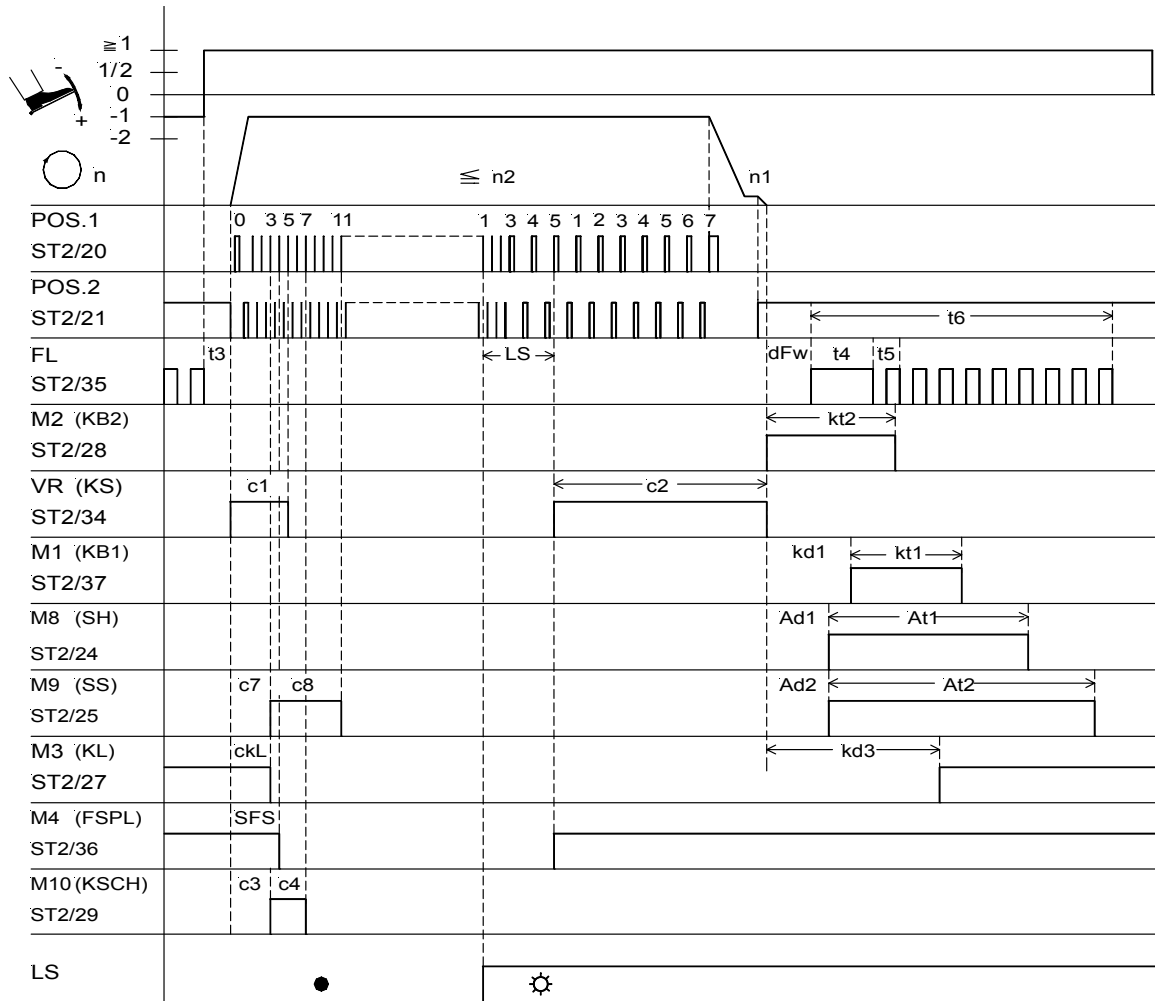 ≧ 1
- 1/2
0
+ -1
-2
n ≦ n2 n1
POS.1 0 3 5 7 11 1 3 4 5 1 2 3 4 5 6 7
ST2/20
POS.2
ST2/21 t6
FL t3 LS dFw t4 t5
ST2/35
M2 (KB2) kt2
ST2/28
VR (KS) c1 c2
ST2/34
M1 (KB1) kd1 kt1
ST2/37
M8 (SH) Ad1 At1
ST2/24
M9 (SS) c7 c8 Ad2 At2
ST2/25
M3 (KL) ckL kd3
ST2/27
M4 (FSPL) SFS
ST2/36
M10(KSCH) c3 c4
ST2/29
LS